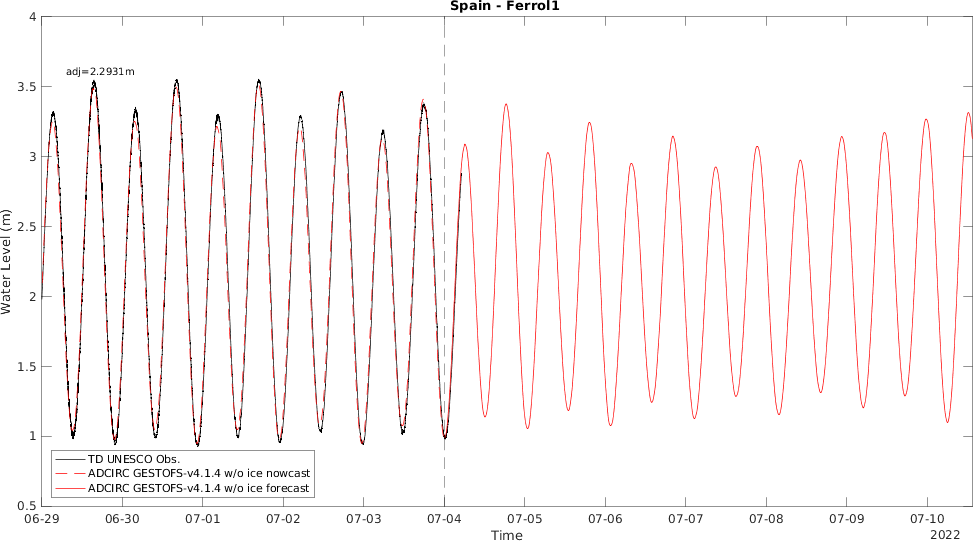 Spain - Ferrol1
adj=2.2931m
4
3.5
3
2.5
2
1.5
1
0.5
Water Level (m)
TD UNESCO Obs.
ADCIRC GESTOFS-v4.1.4 w/o ice nowcast
ADCIRC GESTOFS-v4.1.4 w/o ice forecast
06-29 06-30 07-01 07-02 07-03 07-04 07-05 07-06 07-07 07-08 07-09 07-10
Time
2022